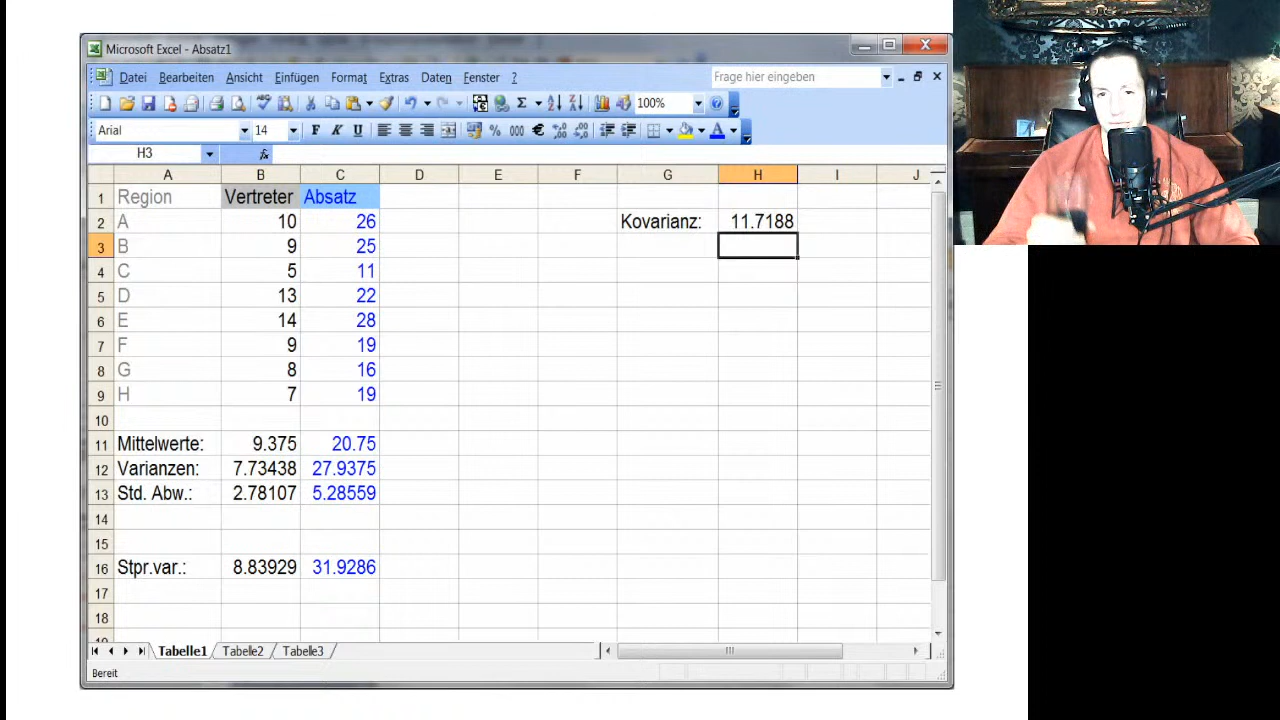 Microsoft Excel - Absatz1
Datei Bearbeiten Ansicht Einfügen Format Extras Daten Fenster ?
Frage hier eingeben
100%
Arial 14 F K U % 000 €
H3 fx
A B C D E F G H I J
1 Region Vertreter Absatz
2 A 10 26 Kovarianz: 11.7188
3 B 9 25
4 C 5 11
5 D 13 22
6 E 14 28
7 F 9 19
8 G 8 16
9 H 7 19
10
11 Mittelwerte: 9.375 20.75
12 Varianzen: 7.73438 27.9375
13 Std. Abw.: 2.78107 5.28559
14
15
16 Stpr.var.: 8.83929 31.9286
17
18
Tabelle1 Tabelle2 Tabelle3
Bereit